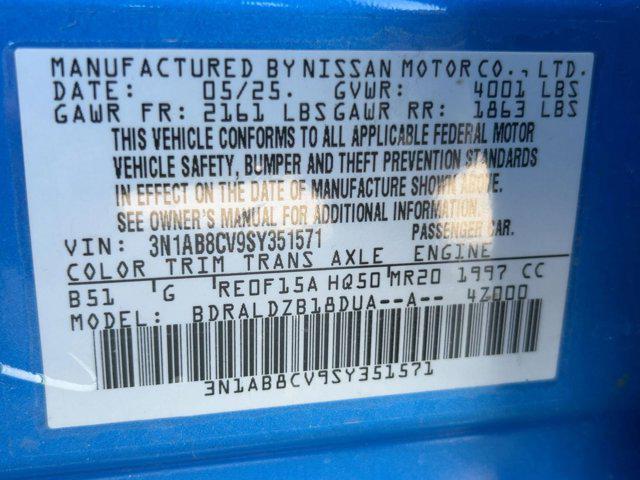 MANUFACTURED BY NISSAN MOTOR CO., LTD.
DATE: 05/25. GVWR: 4001 LBS
GAWR FR: 2161 LBS GAWR RR: 1863 LBS
THIS VEHICLE CONFORMS TO ALL APPLICABLE FEDERAL MOTOR
VEHICLE SAFETY, BUMPER AND THEFT PREVENTION STANDARDS
IN EFFECT ON THE DATE OF MANUFACTURE SHOWN ABOVE.
SEE OWNER'S MANUAL FOR ADDITIONAL INFORMATION.
VIN: 3N1AB8CV9SY351571 PASSENGER CAR.
COLOR TRIM TRANS AXLE ENGINE
B51 G RE0F15A HQ50 MR20 1997 CC
MODEL: BDRALDZB18DUA--A-- 4Z000
3N1AB8CV9SY351571